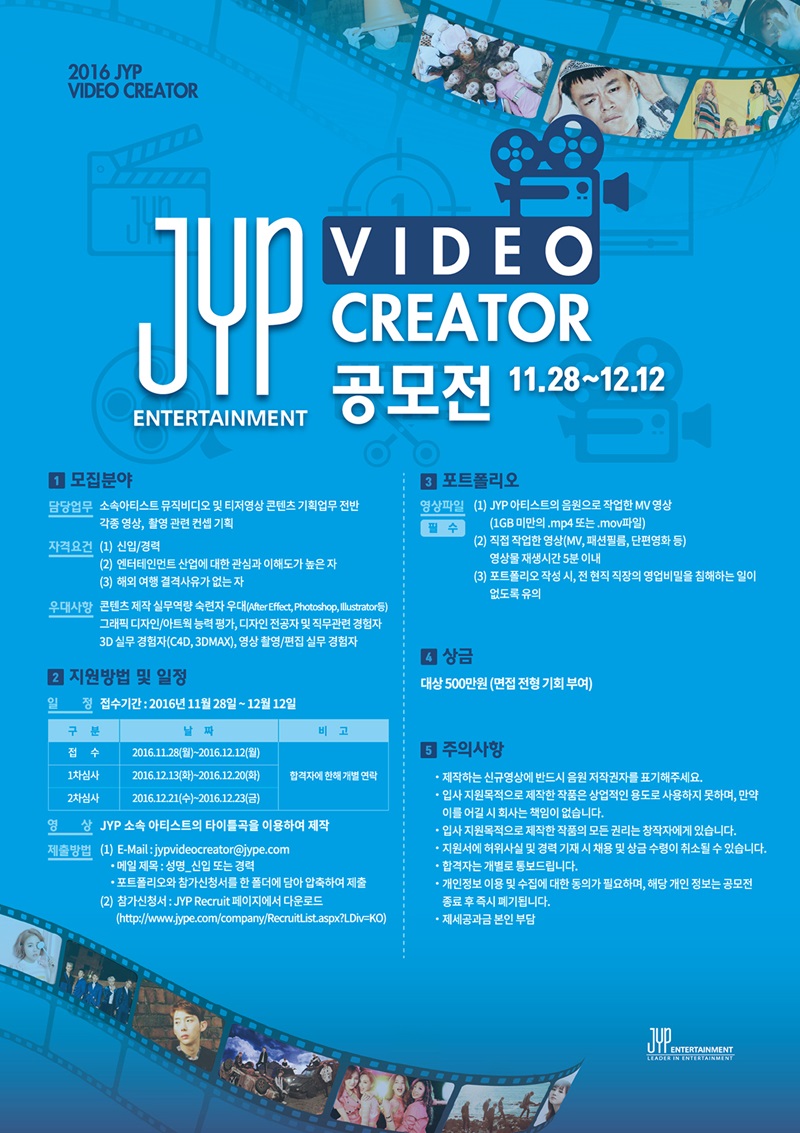 2016 JYP
VIDEO CREATOR
JYP
1
JYP
ENTERTAINMENT
VIDEO
CREATOR
공모전 11.28~12.12
1 모집분야
담당업무 소속아티스트 뮤직비디오 및 티저영상 콘텐츠 기획업무 전반
각종 영상, 촬영 관련 컨셉 기획
자격요건 (1) 신입/경력
(2) 엔터테인먼트 산업에 대한 관심과 이해도가 높은 자
(3) 해외 여행 결격사유가 없는 자
우대사항 콘텐츠 제작 실무역량 숙련자 우대(After Effect, Photoshop, Illustrator등)
그래픽 디자인/아트웍 능력 평가, 디자인 전공자 및 직무관련 경험자
3D 실무 경험자(C4D, 3DMAX), 영상 촬영/편집 실무 경험자
2 지원방법 및 일정
일 정 접수기간 : 2016년 11월 28일 ~ 12월 12일
구 분 날 짜 비 고
접 수 2016.11.28(월)~2016.12.12(월)
1차심사 2016.12.13(화)~2016.12.20(화) 합격자에 한해 개별 연락
2차심사 2016.12.21(수)~2016.12.23(금)
영 상 JYP 소속 아티스트의 타이틀곡을 이용하여 제작
제출방법 (1) E-Mail : jypvideocreator@jype.com
• 메일 제목 : 성명_신입 또는 경력
• 포트폴리오와 참가신청서를 한 폴더에 담아 압축하여 제출
(2) 참가신청서 : JYP Recruit 페이지에서 다운로드
(http://www.jype.com/company/RecruitList.aspx?LDiv=KO)
3 포트폴리오
영상파일 (1) JYP 아티스트의 음원으로 작업한 MV 영상
필 수 (1GB 미만의 .mp4 또는 .mov파일)
(2) 직접 작업한 영상(MV, 패션필름, 단편영화 등)
영상물 재생시간 5분 이내
(3) 포트폴리오 작성 시, 전 현직 직장의 영업비밀을 침해하는 일이
없도록 유의
4 상금
대상 500만원 (면접 전형 기회 부여)
5 주의사항
• 제작하는 신규영상에 반드시 음원 저작권자를 표기해주세요.
• 입사 지원목적으로 제작한 작품은 상업적인 용도로 사용하지 못하며, 만약
이를 어길 시 회사는 책임이 없습니다.
• 입사 지원목적으로 제작한 작품의 모든 권리는 창작자에게 있습니다.
• 지원서에 허위사실 및 경력 기재 시 채용 및 상금 수령이 취소될 수 있습니다.
• 합격자는 개별로 통보드립니다.
• 개인정보 이용 및 수집에 대한 동의가 필요하며, 해당 개인 정보는 공모전
종료 후 즉시 폐기됩니다.
• 제세공과금 본인 부담
JYP ENTERTAINMENT
LEADER IN ENTERTAINMENT